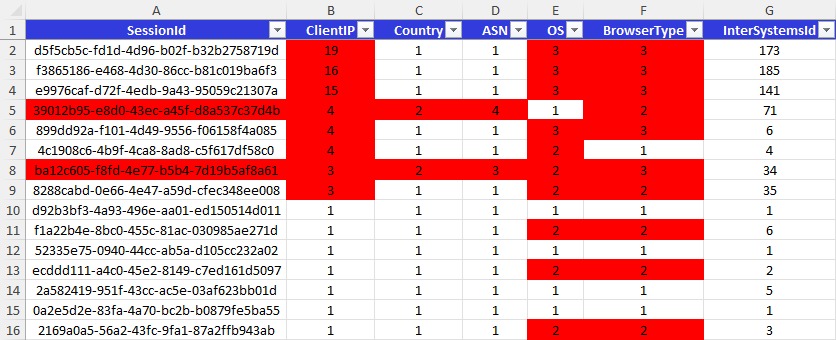 A B C D E F G
1 SessionId ClientIP Country ASN OS BrowserType InterSystemsId
2 d5f5cb5c-fd1d-4d96-b02f-b32b2758719d 19 1 1 3 3 173
3 f3865186-e468-4d30-86cc-b81c019ba6f3 16 1 1 3 3 185
4 e9976caf-d72f-4edb-9a43-95059c21307a 15 1 1 3 3 141
5 39012b95-e8d0-43ec-a45f-d8a537c37d4b 4 2 4 1 2 71
6 899dd92a-f101-4d49-9556-f06158f4a085 4 1 1 3 3 6
7 4c1908c6-4b9f-4ca8-8ad8-c5f617df58c0 4 1 1 2 1 4
8 ba12c605-f8fd-4e77-b5b4-7d19b5af8a61 3 2 3 2 3 34
9 8288cabd-0e66-4e47-a59d-cfec348ee008 3 1 1 2 2 35
10 d92b3bf3-4a93-496e-aa01-ed150514d011 1 1 1 1 1 1
11 f1a22b4e-8bc0-455c-81ac-030985ae271d 1 1 1 2 2 6
12 52335e75-0940-44cc-ab5a-d105cc232a02 1 1 1 1 1 1
13 ecddd111-a4c0-45e2-8149-c7ed161d5097 1 1 1 2 2 2
14 2a582419-951f-43cc-ac5e-03af623bb01d 1 1 1 1 1 5
15 0a2e5d2e-83fa-4a70-bc2b-b0879fe5ba55 1 1 1 1 1 1
16 2169a0a5-56a2-43fc-9fa1-87a2ffb943ab 1 1 1 2 2 3